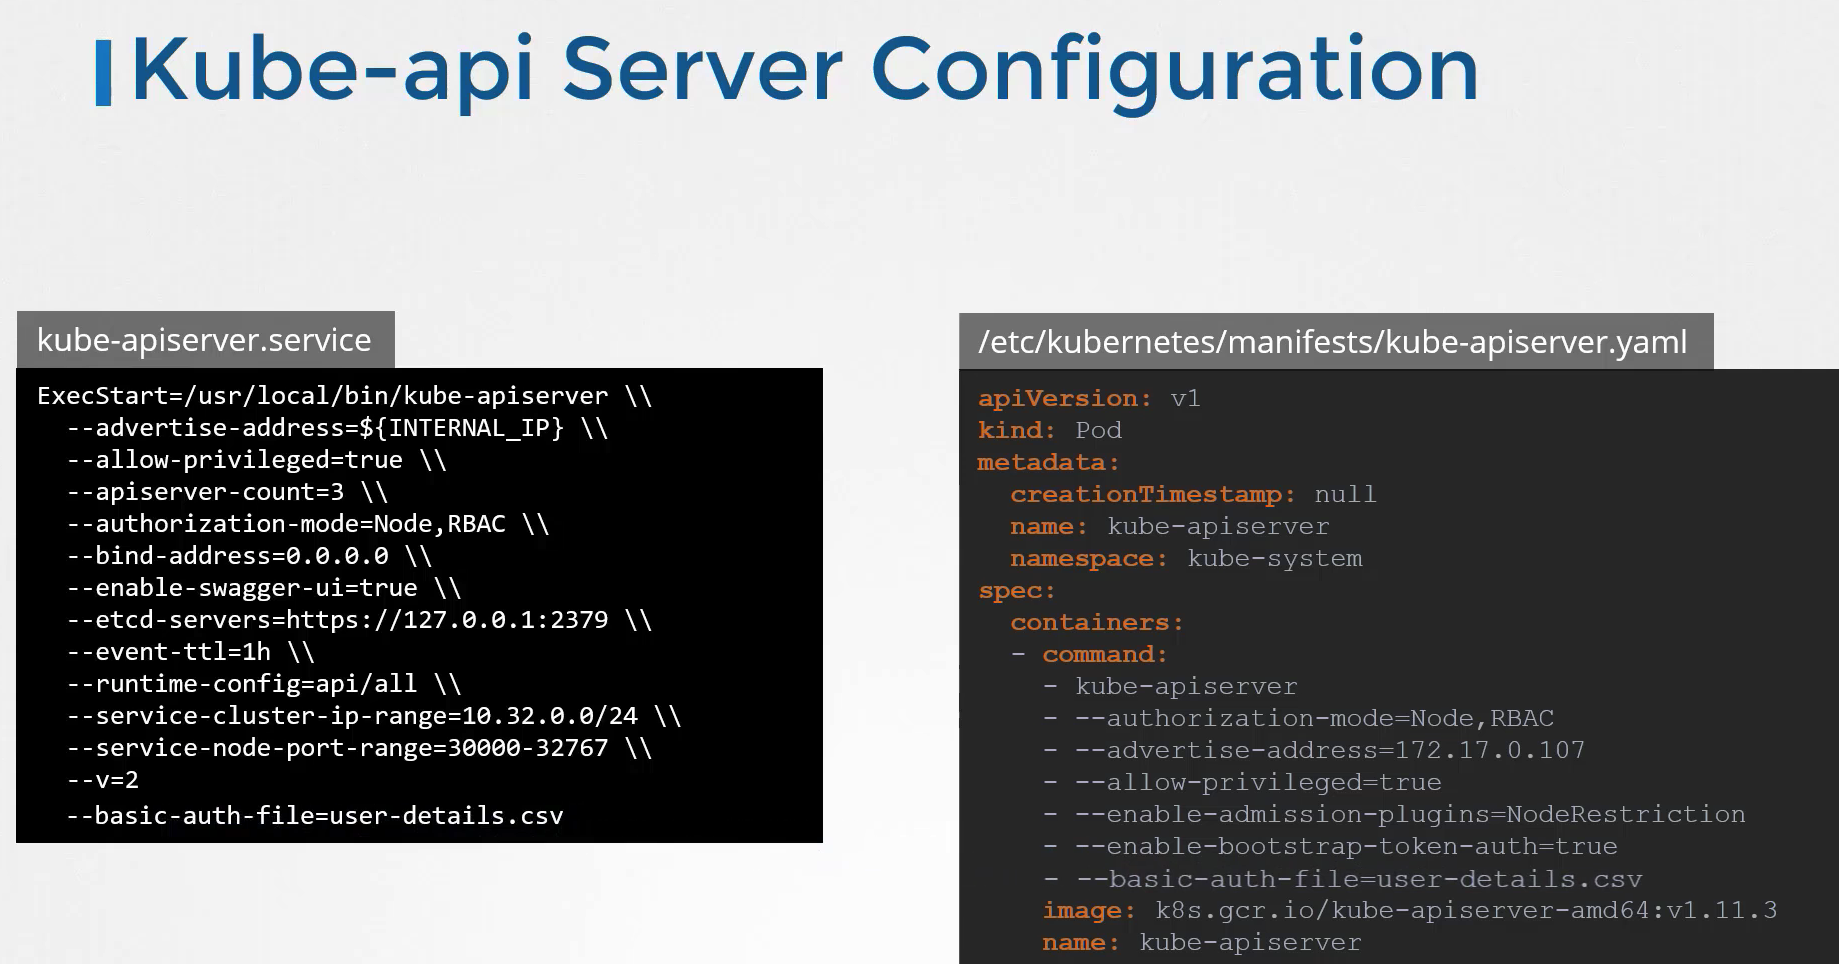 Kube-api Server Configuration
kube-apiserver.service
ExecStart=/usr/local/bin/kube-apiserver \\
  --advertise-address=${INTERNAL_IP} \\
  --allow-privileged=true \\
  --apiserver-count=3 \\
  --authorization-mode=Node,RBAC \\
  --bind-address=0.0.0.0 \\
  --enable-swagger-ui=true \\
  --etcd-servers=https://127.0.0.1:2379 \\
  --event-ttl=1h \\
  --runtime-config=api/all \\
  --service-cluster-ip-range=10.32.0.0/24 \\
  --service-node-port-range=30000-32767 \\
  --v=2
  --basic-auth-file=user-details.csv
/etc/kubernetes/manifests/kube-apiserver.yaml
apiVersion: v1
kind: Pod
metadata:
  creationTimestamp: null
  name: kube-apiserver
  namespace: kube-system
spec:
  containers:
  - command:
    - kube-apiserver
    - --authorization-mode=Node,RBAC
    - --advertise-address=172.17.0.107
    - --allow-privileged=true
    - --enable-admission-plugins=NodeRestriction
    - --enable-bootstrap-token-auth=true
    - --basic-auth-file=user-details.csv
    image: k8s.gcr.io/kube-apiserver-amd64:v1.11.3
    name: kube-apiserver